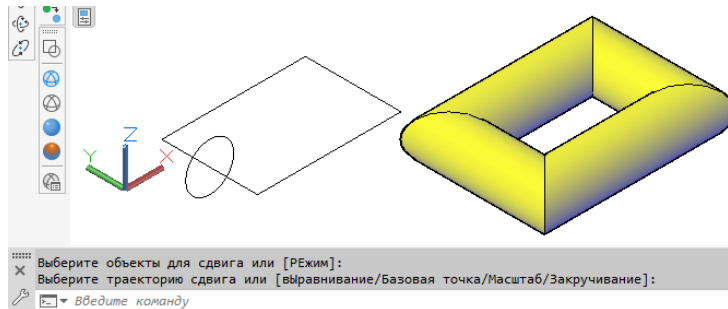 Z
Y
X
Выберите объекты для сдвига или [РЕжим]:
Выберите траекторию сдвига или [вЫравнивание/Базовая точка/Масштаб/Закручивание]:
Введите команду